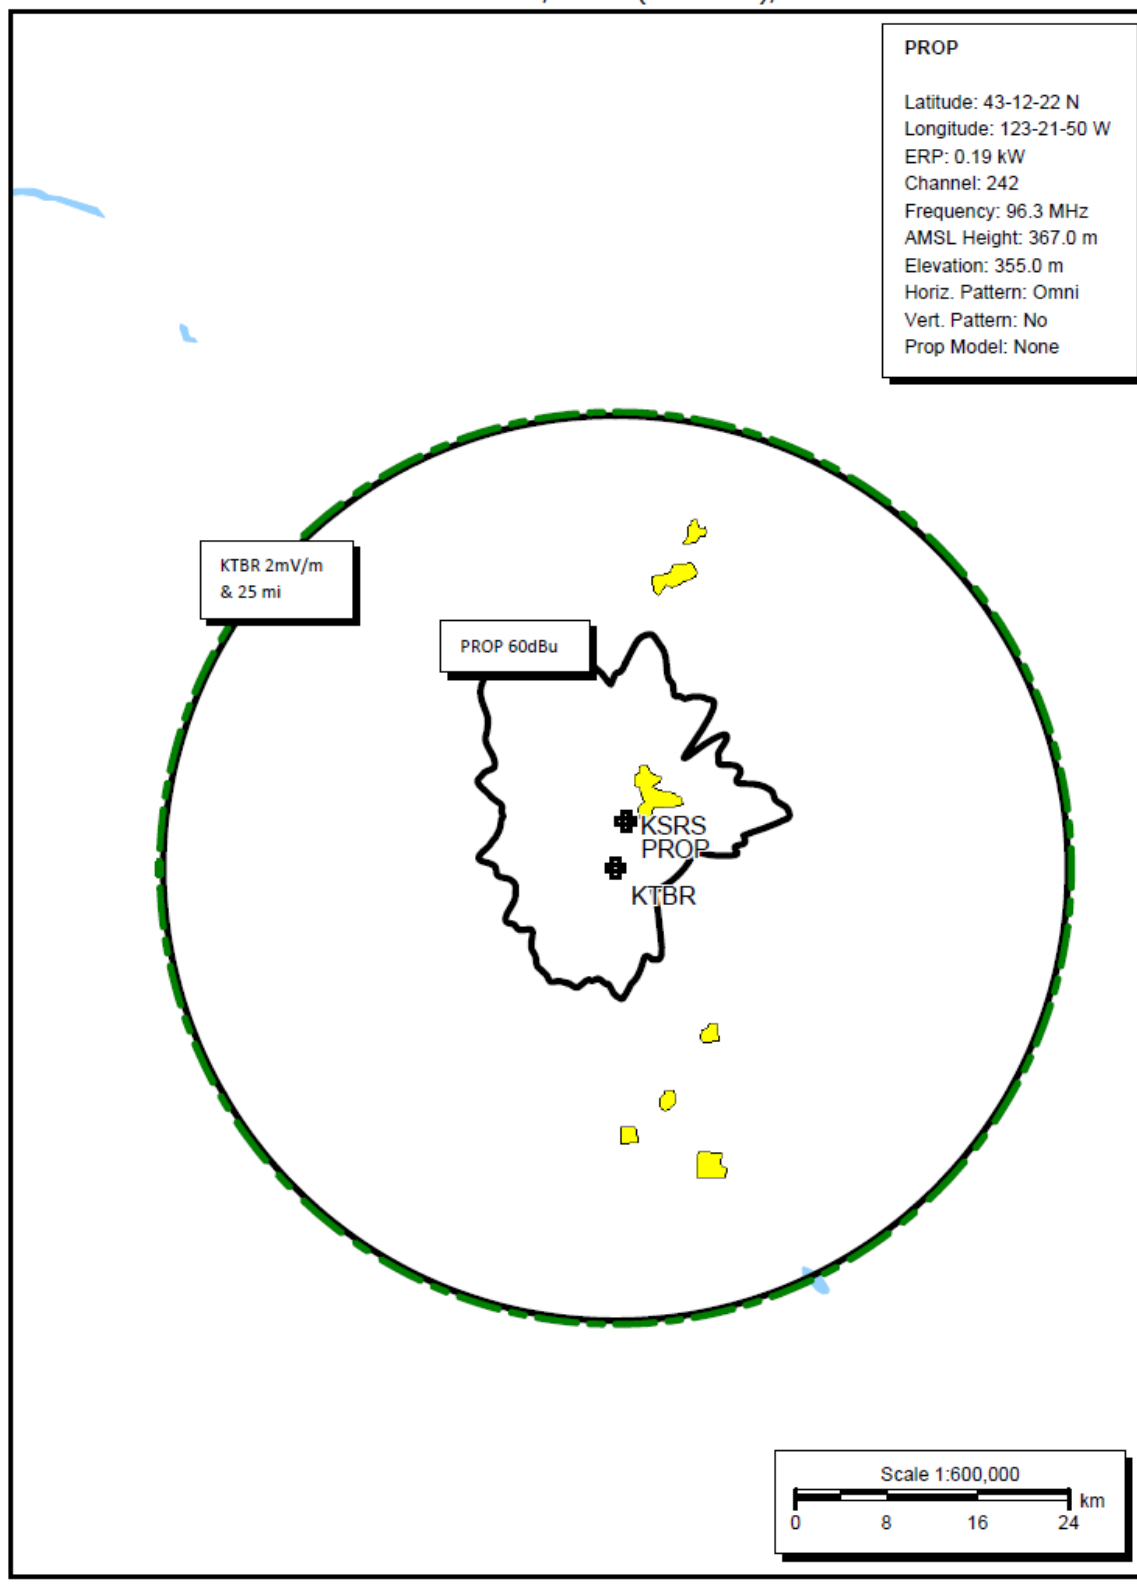 PROP
Latitude: 43-12-22 N
Longitude: 123-21-50 W
ERP: 0.19 kW
Channel: 242
Frequency: 96.3 MHz
AMSL Height: 367.0 m
Elevation: 355.0 m
Horiz. Pattern: Omni
Vert. Pattern: No
Prop Model: None
KTBR 2mV/m
& 25 mi
PROP 60dBu
KSRS
PROP
KTBR
Scale 1:600,000
km
0 8 16 24